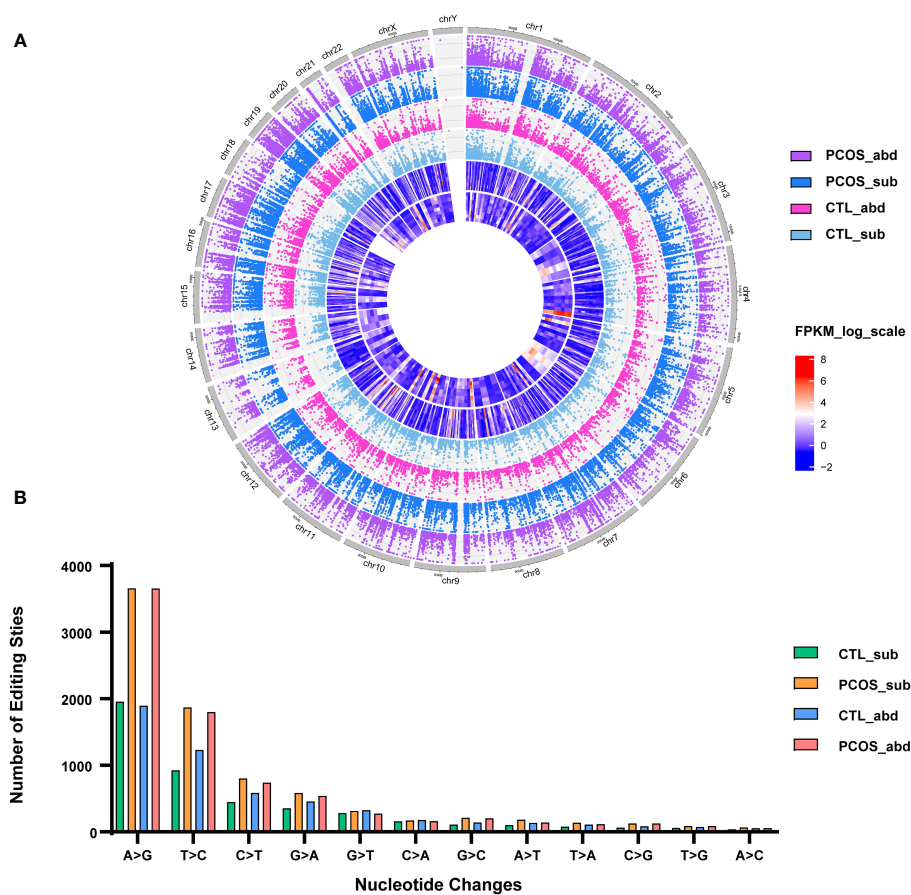 A
chrY
chr1
chrX
chr22
chr21
chr20
chr19
chr18
chr17
chr16
chr15
chr14
chr13
chr12
chr11
chr10
chr9
chr8
chr7
chr6
chr5
chr4
chr3
chr2
PCOS_abd
PCOS_sub
CTL_abd
CTL_sub
FPKM_log_scale
8
6
4
2
0
−2
B
4000
3000
2000
1000
0
Number of Editing Sties
A>G T>C C>T G>A G>T C>A G>C A>T T>A C>G T>G A>C
Nucleotide Changes
CTL_sub
PCOS_sub
CTL_abd
PCOS_abd